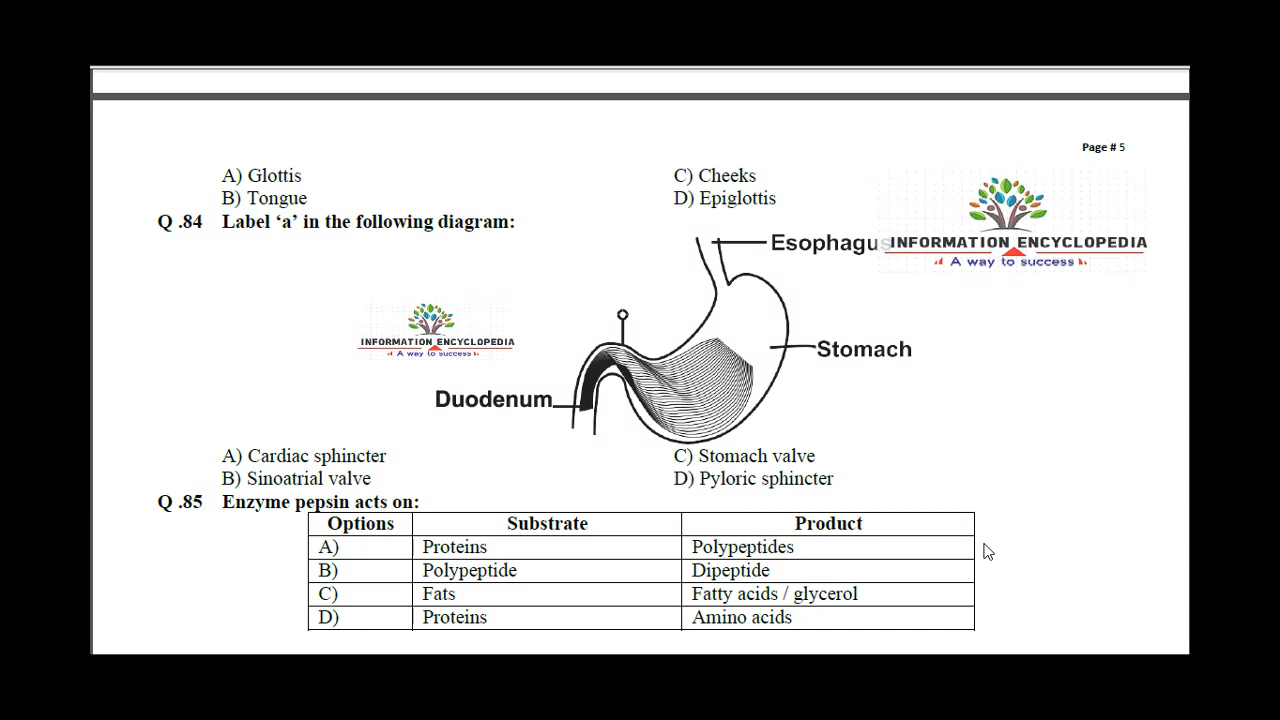 Page # 5
A) Glottis C) Cheeks
B) Tongue D) Epiglottis
Q .84 Label ‘a’ in the following diagram:
Esophagus
INFORMATION ENCYCLOPEDIA
A way to success
INFORMATION ENCYCLOPEDIA
A way to success
Stomach
Duodenum
A) Cardiac sphincter C) Stomach valve
B) Sinoatrial valve D) Pyloric sphincter
Q .85 Enzyme pepsin acts on:
Options Substrate Product
A) Proteins Polypeptides
B) Polypeptide Dipeptide
C) Fats Fatty acids / glycerol
D) Proteins Amino acids